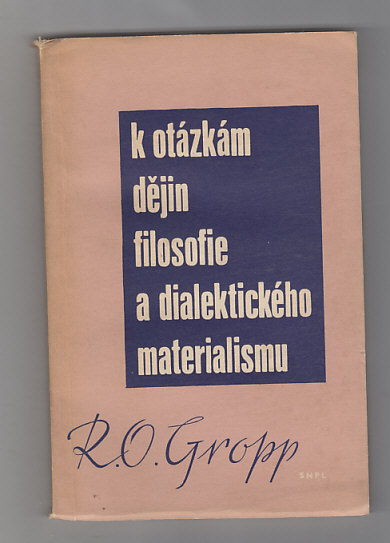 k otázkám
dějin
filosofie
a dialektického
materialismu
R.O. Gropp
SNPL